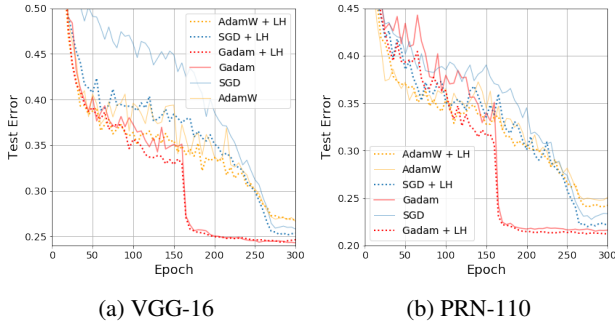 0.50
0.45
0.40
0.35
0.30
0.25
Test Error
0 50 100 150 200 250 300
Epoch
AdamW + LH
SGD + LH
Gadam + LH
Gadam
SGD
AdamW
(a) VGG-16
0.45
0.40
0.35
0.30
0.25
0.20
Test Error
0 50 100 150 200 250 300
Epoch
AdamW + LH
AdamW
SGD + LH
Gadam
SGD
Gadam + LH
(b) PRN-110